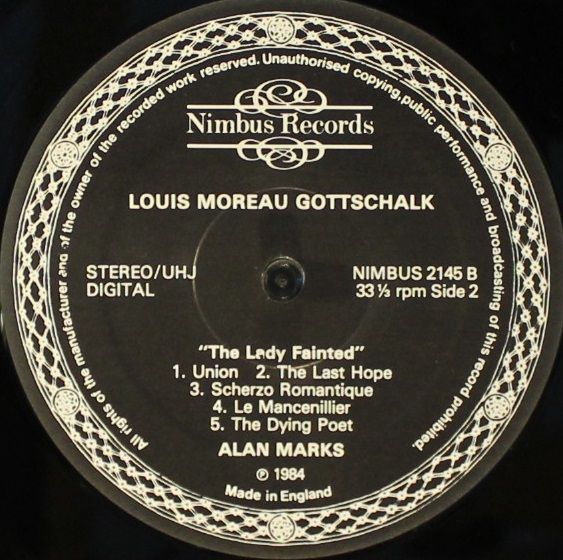 All rights of the manufacturer and of the owner of the recorded work reserved. Unauthorised copying, public performance and broadcasting of this record prohibited.
Nimbus Records
LOUIS MOREAU GOTTSCHALK
STEREO/UHJ
DIGITAL
NIMBUS 2145 B
33 ⅓ rpm Side 2
"The Lady Fainted"
1. Union 2. The Last Hope
3. Scherzo Romantique
4. Le Mancenillier
5. The Dying Poet
ALAN MARKS
℗ 1984
Made in England